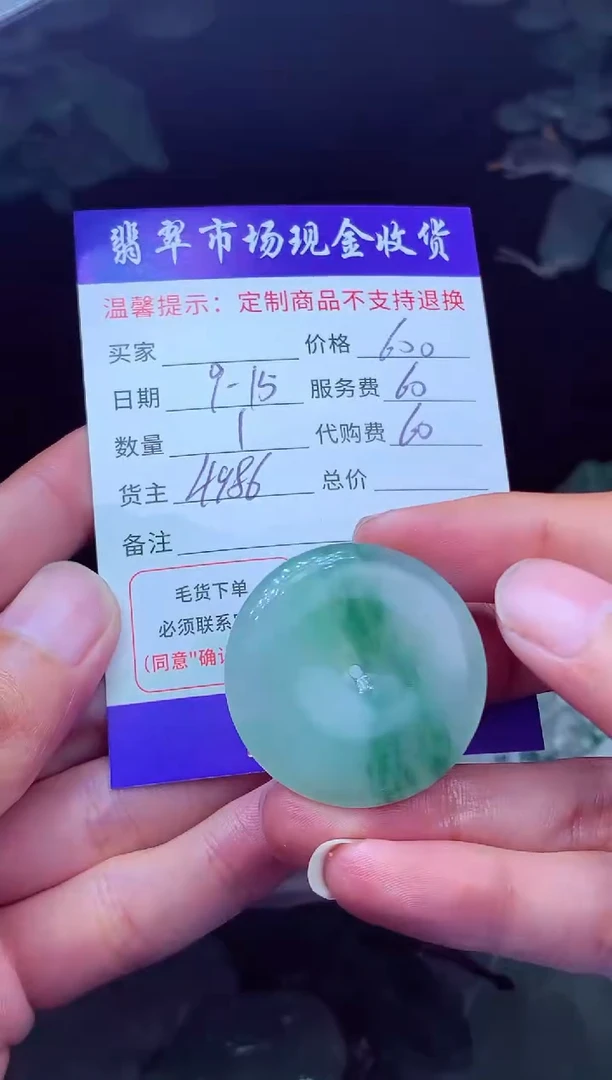 翡翠市场现金收货
温馨提示：定制商品不支持退换
买家 价格 600
日期 9-15 服务费 60
数量 1 代购费 60
货主 4986 总价
备注
毛货下单
必须联系
(同意"确